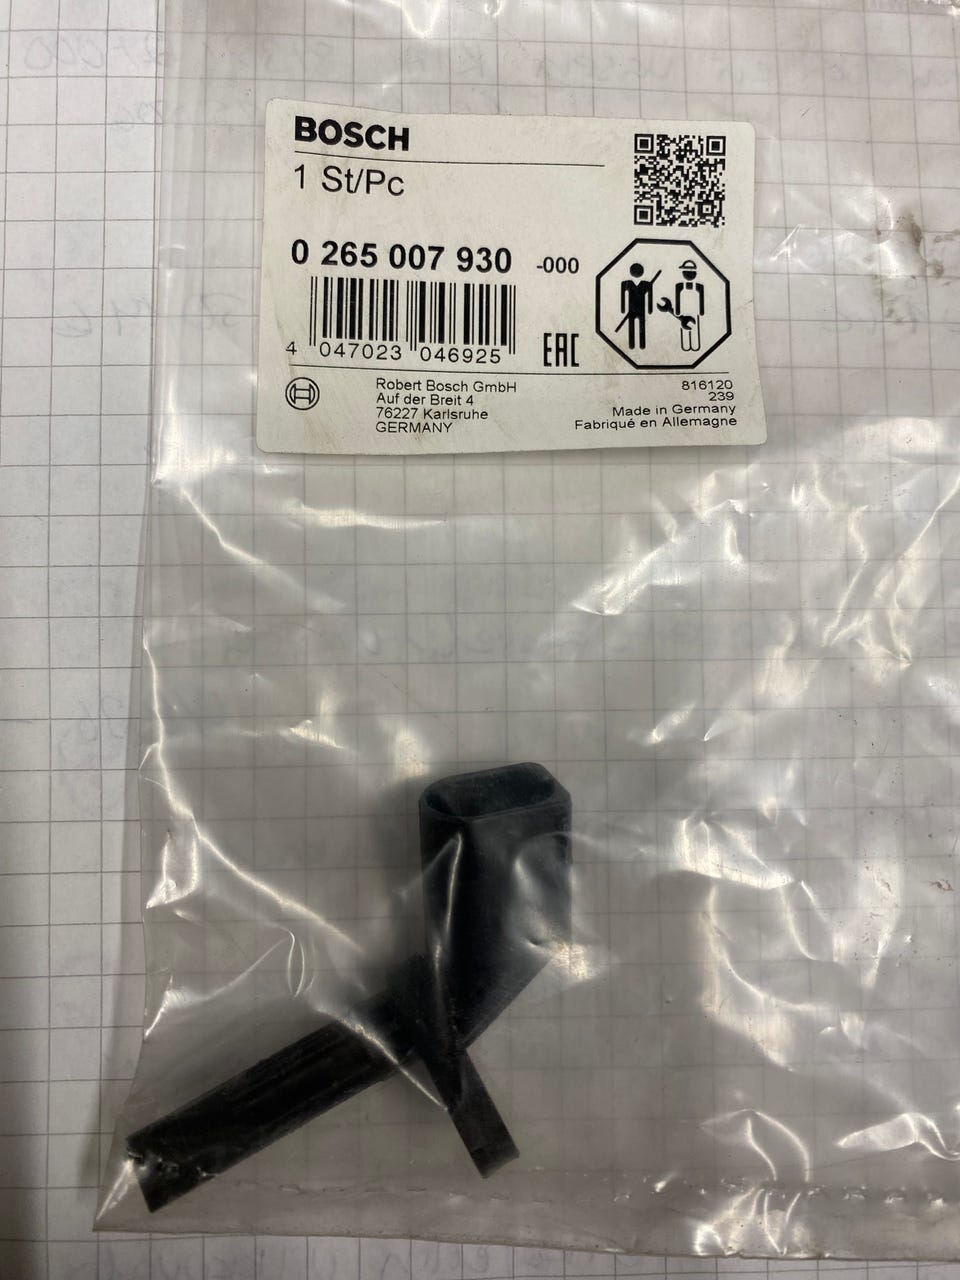 BOSCH
1 St/Pc
0 265 007 930 -000
4 047023 046925
EAC
Robert Bosch GmbH
Auf der Breit 4
76227 Karlsruhe
GERMANY
816120
239
Made in Germany
Fabriqué en Allemagne